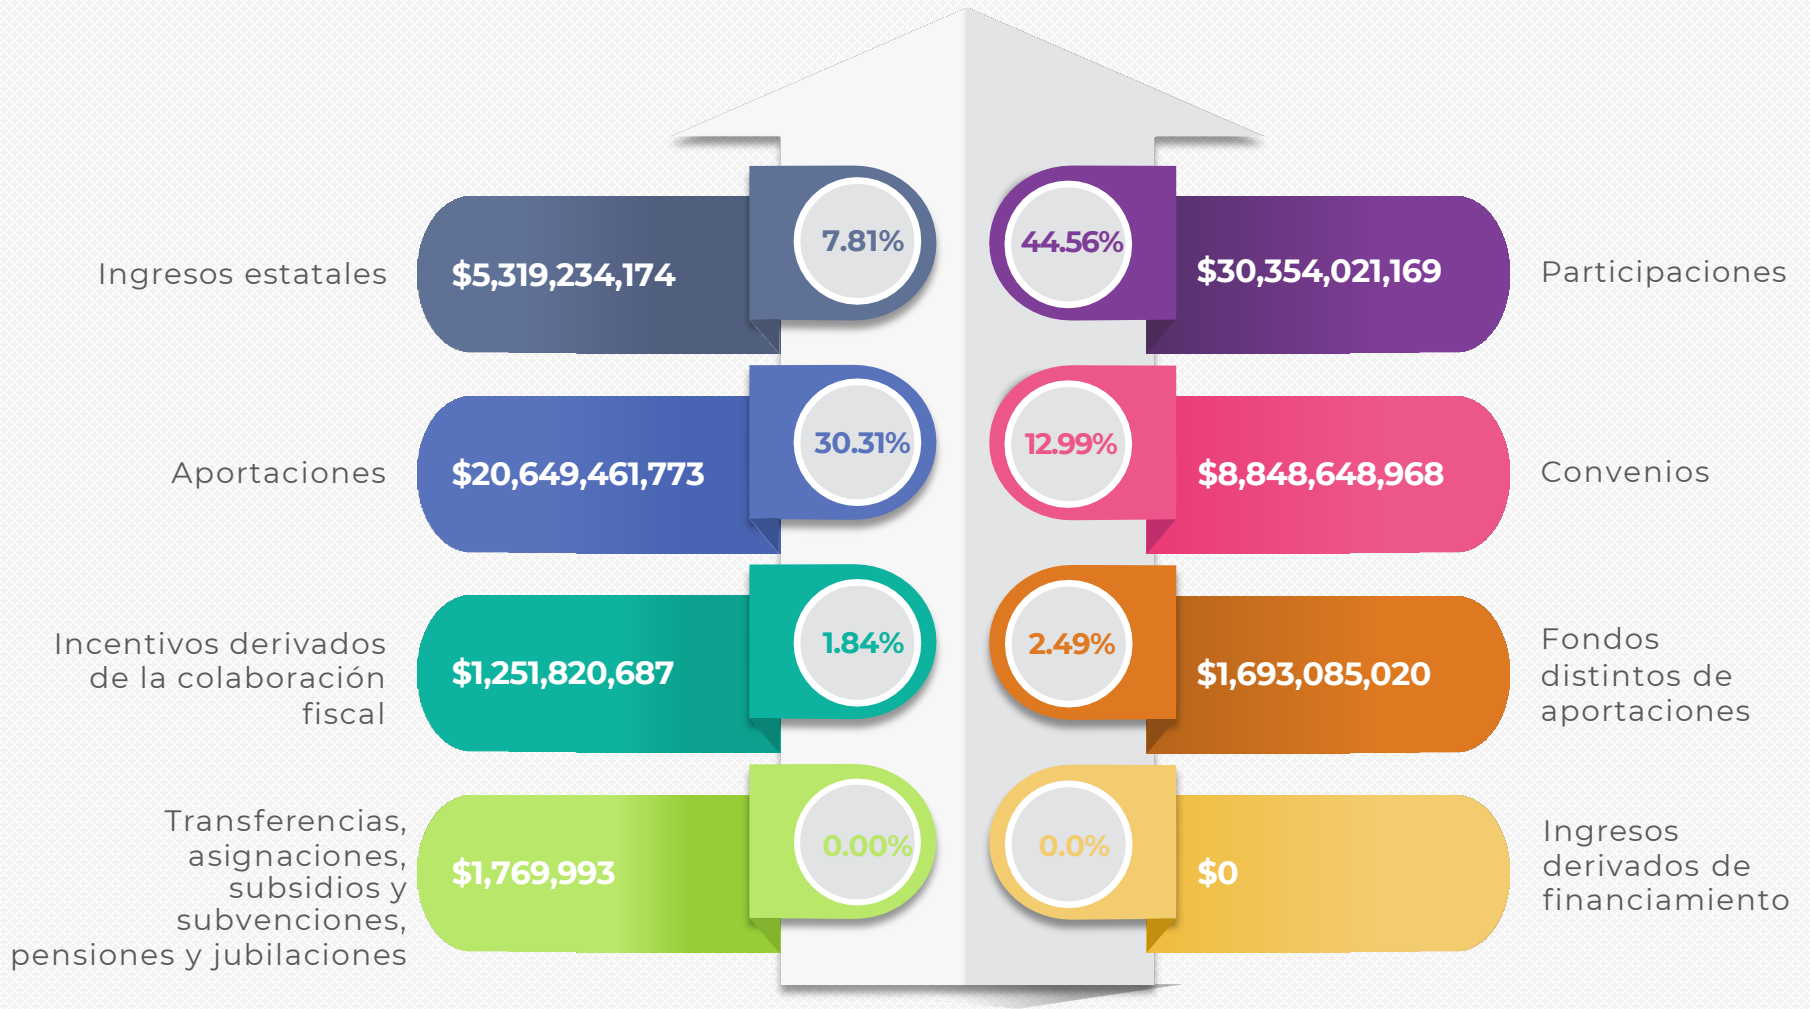 Ingresos estatales
$5,319,234,174
7.81%
44.56%
$30,354,021,169
Participaciones
Aportaciones
$20,649,461,773
30.31%
12.99%
$8,848,648,968
Convenios
Incentivos derivados
de la colaboración
fiscal
$1,251,820,687
1.84%
2.49%
$1,693,085,020
Fondos
distintos de
aportaciones
Transferencias,
asignaciones,
subsidios y
subvenciones,
pensiones y jubilaciones
$1,769,993
0.00%
0.0%
$0
Ingresos
derivados de
financiamiento